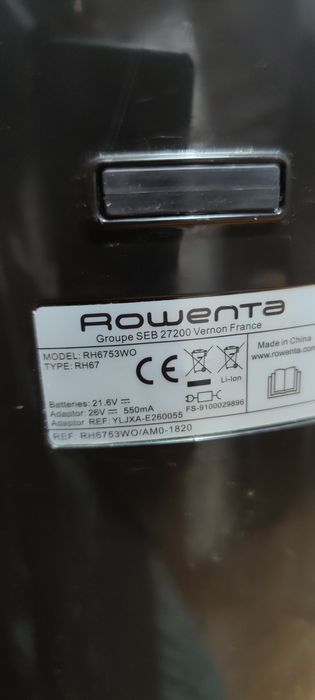 Rowenta
Groupe SEB 27200 Vernon France
MODEL: RH6753WO
TYPE: RH67
Made in China
www.rowenta.com
CE
Li-Ion
Batteries: 21,6V
Adaptor: 26V 550mA
Adaptor REF: YLJXA-E260055
FS-9100029896
REF: RH6753WO/AM0-1820